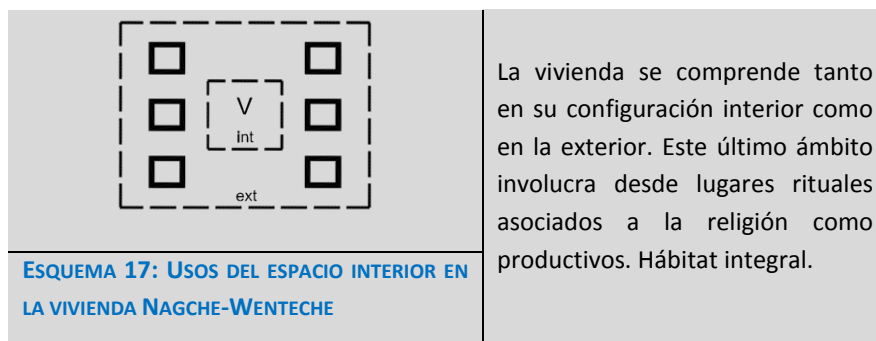 V
int
ext
ESQUEMA 17: USOS DEL ESPACIO INTERIOR EN
LA VIVIENDA NAGCHE-WENTECHE
La vivienda se comprende tanto
en su configuración interior como
en la exterior. Este último ámbito
involucra desde lugares rituales
asociados a la religión como
productivos. Hábitat integral.